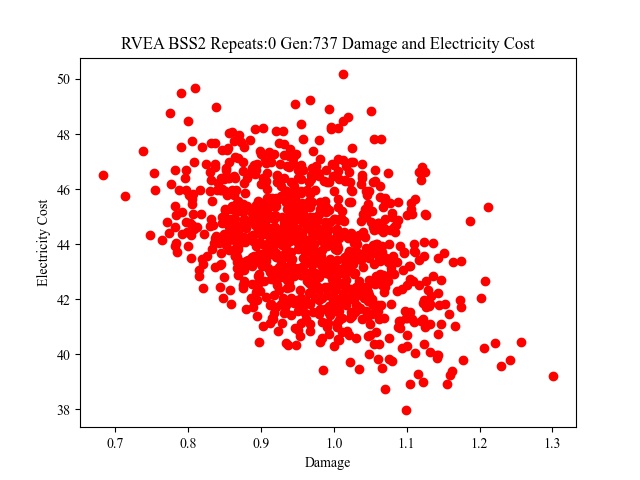 RVEA BSS2 Repeats:0 Gen:737 Damage and Electricity Cost
Electricity Cost
50
48
46
44
42
40
38
0.7 0.8 0.9 1.0 1.1 1.2 1.3
Damage